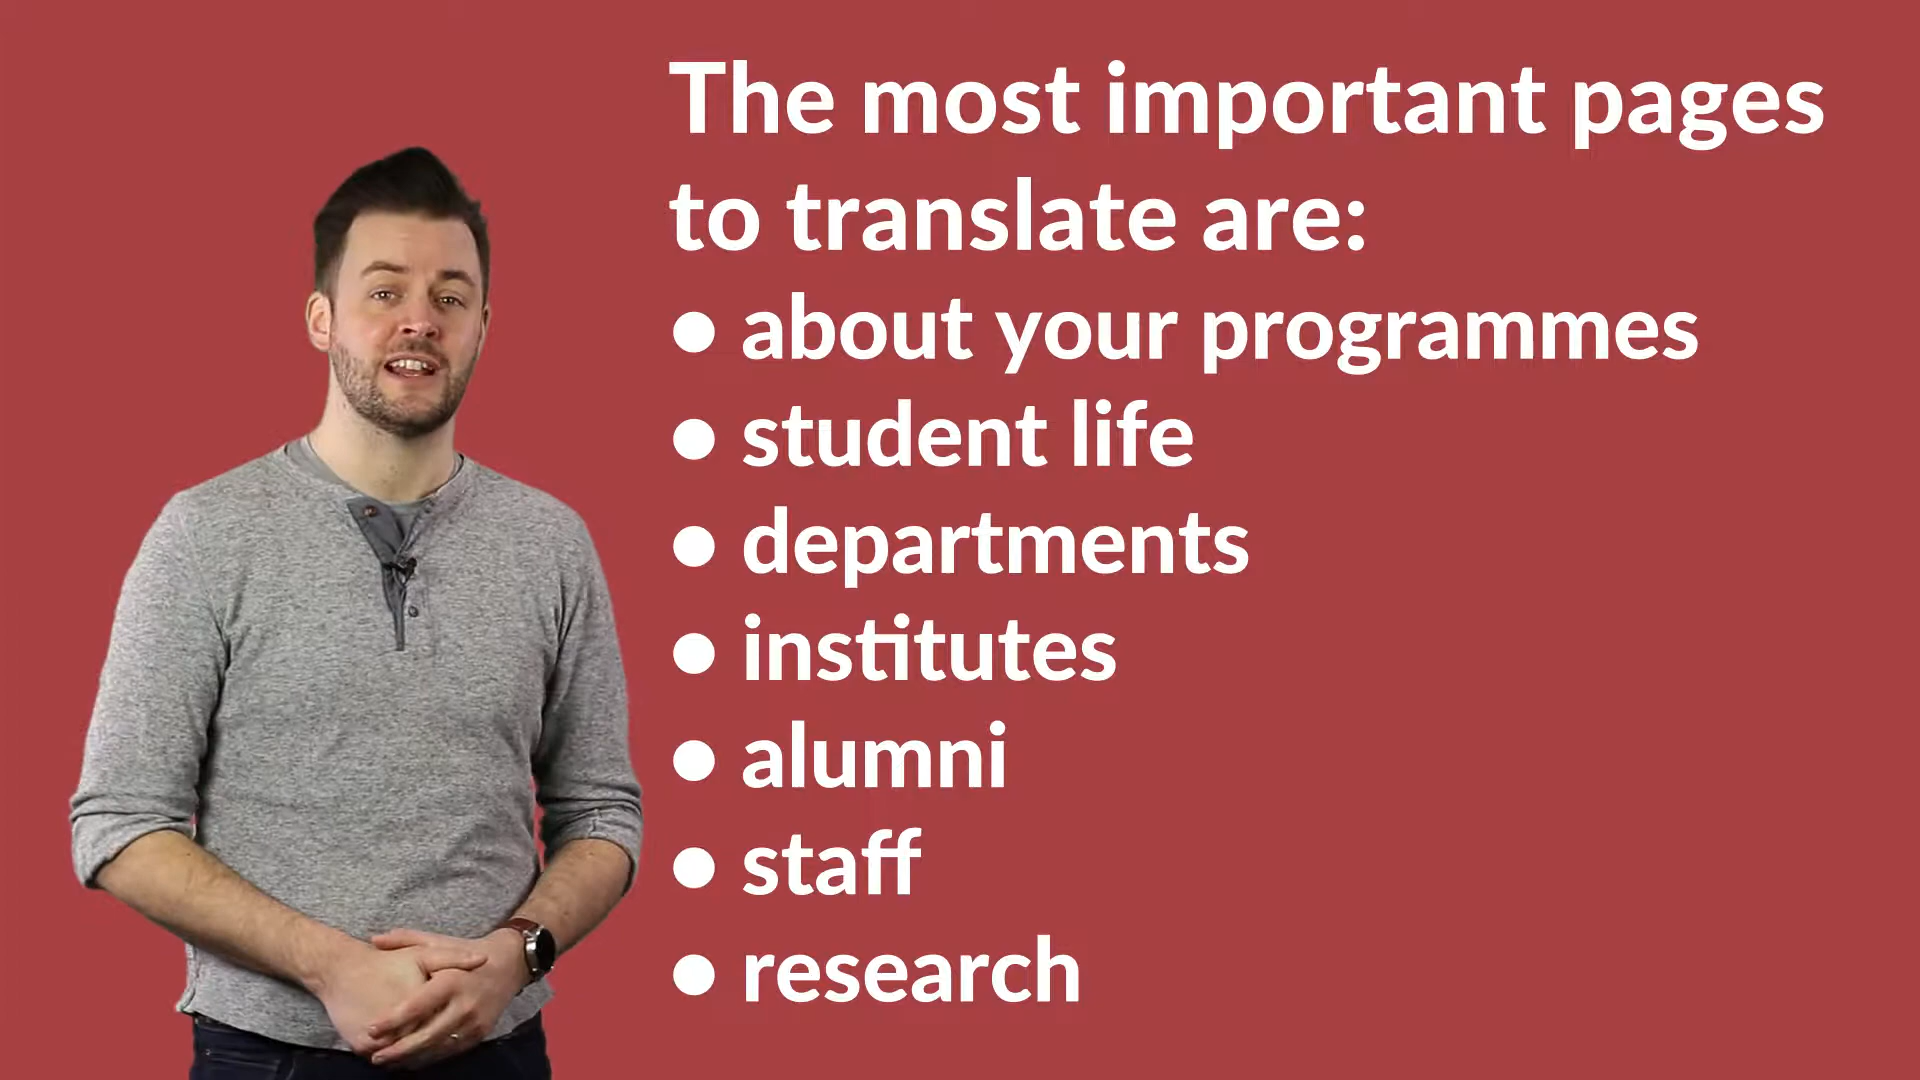 The most important pages
to translate are:
● about your programmes
● student life
● departments
● institutes
● alumni
● staff
● research